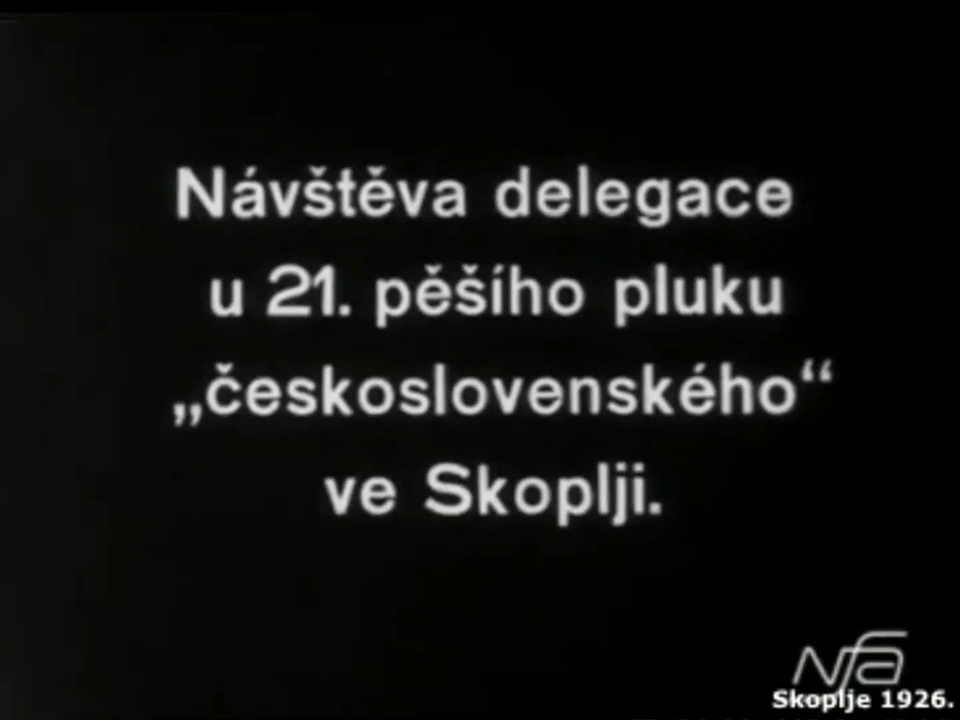 Návštěva delegace
u 21. pěšího pluku
„československého“
ve Skoplji.
NFA
Skoplje 1926.